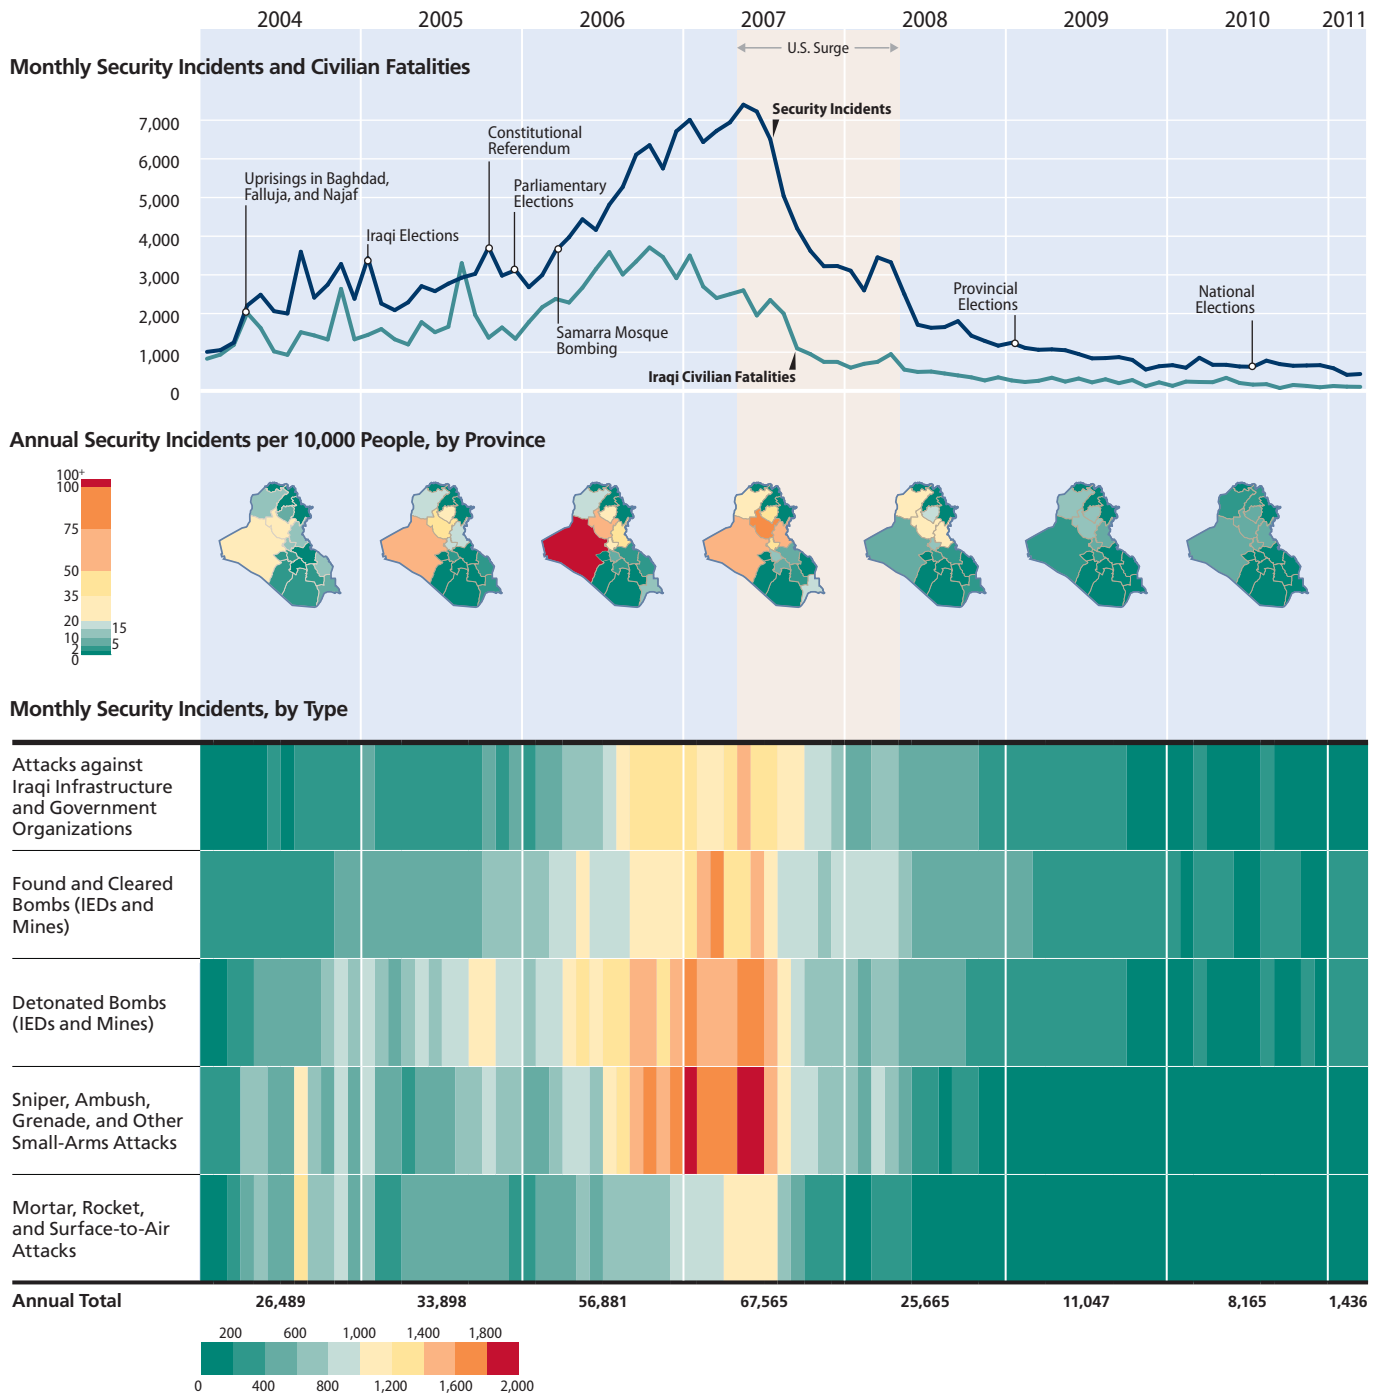 2004 2005 2006 2007 2008 2009 2010 2011
U.S. Surge
Monthly Security Incidents and Civilian Fatalities
7,000
6,000
5,000
4,000
3,000
2,000
1,000
0
Uprisings in Baghdad,
Falluja, and Najaf
Iraqi Elections
Constitutional
Referendum
Parliamentary
Elections
Samarra Mosque
Bombing
Security Incidents
Iraqi Civilian Fatalities
Provincial
Elections
National
Elections
Annual Security Incidents per 10,000 People, by Province
100+
100
75
50
35
20
15
10
5
2
0
Monthly Security Incidents, by Type
Attacks against
Iraqi Infrastructure
and Government
Organizations
Found and Cleared
Bombs (IEDs and
Mines)
Detonated Bombs
(IEDs and Mines)
Sniper, Ambush,
Grenade, and Other
Small-Arms Attacks
Mortar, Rocket,
and Surface-to-Air
Attacks
Annual Total 26,489 33,898 56,881 67,565 25,665 11,047 8,165 1,436
200 600 1,000 1,400 1,800
0 400 800 1,200 1,600 2,000